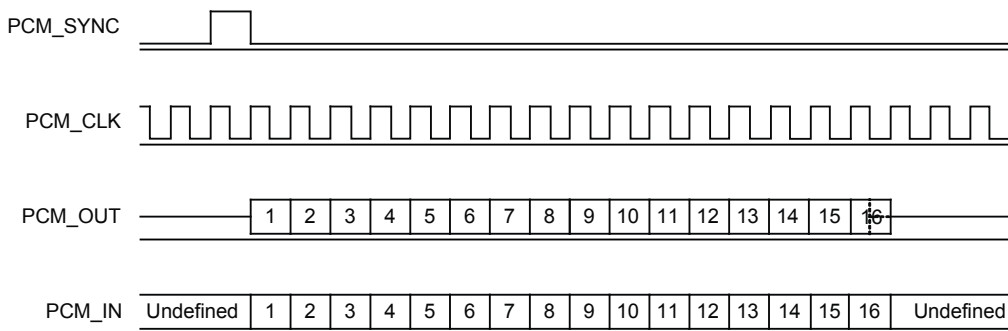 PCM_SYNC
PCM_CLK
PCM_OUT 1 2 3 4 5 6 7 8 9 10 11 12 13 14 15 16
PCM_IN Undefined 1 2 3 4 5 6 7 8 9 10 11 12 13 14 15 16 Undefined